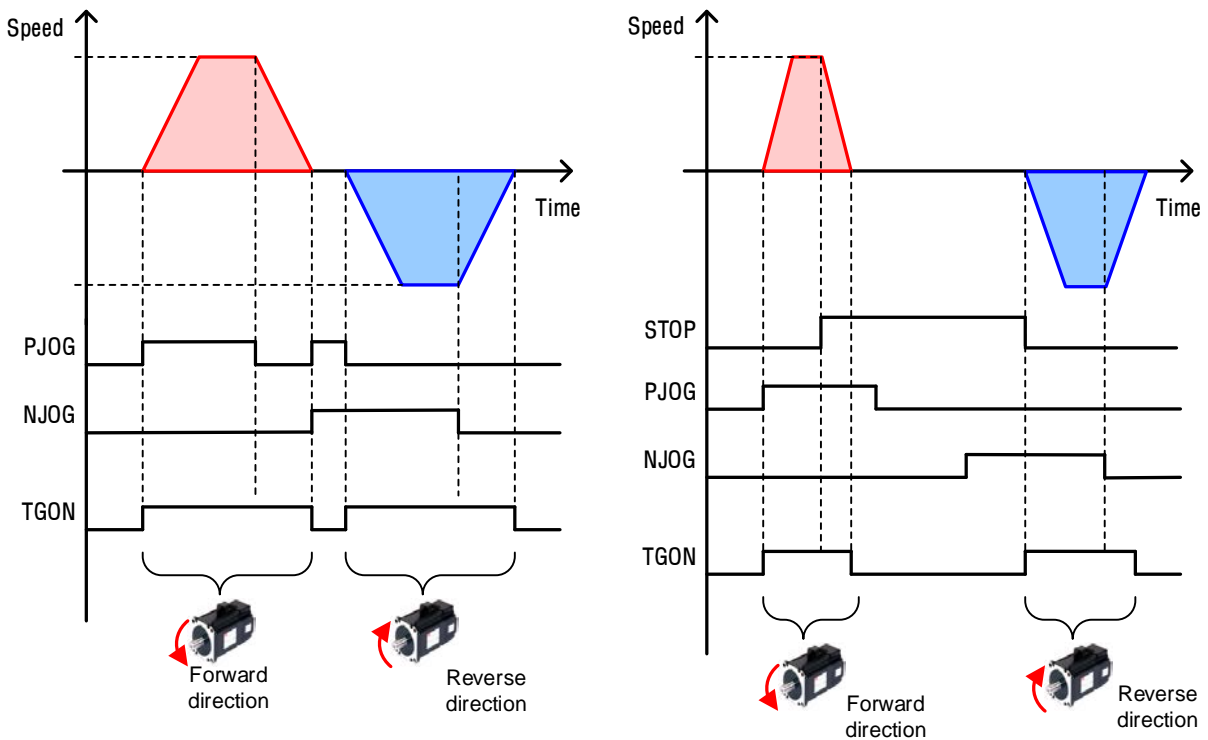 Speed
Time
PJOG
NJOG
TGON
Forward
direction
Reverse
direction
Speed
Time
STOP
PJOG
NJOG
TGON
Forward
direction
Reverse
direction